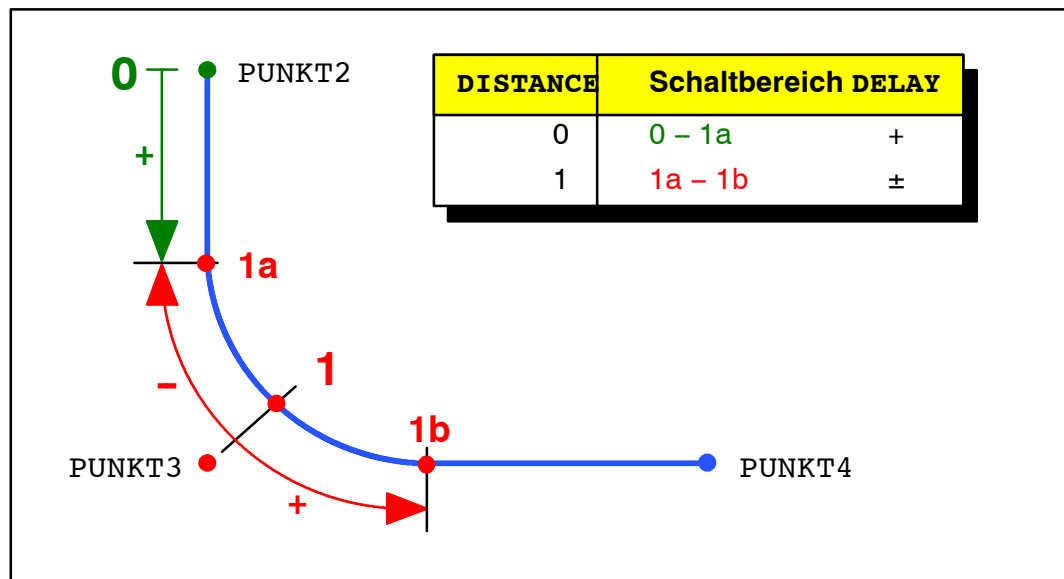 0
PUNKT2
DISTANCE Schaltbereich DELAY
0 0 – 1a +
1 1a – 1b ±
+
1a
1
–
1b
PUNKT3
+
PUNKT4